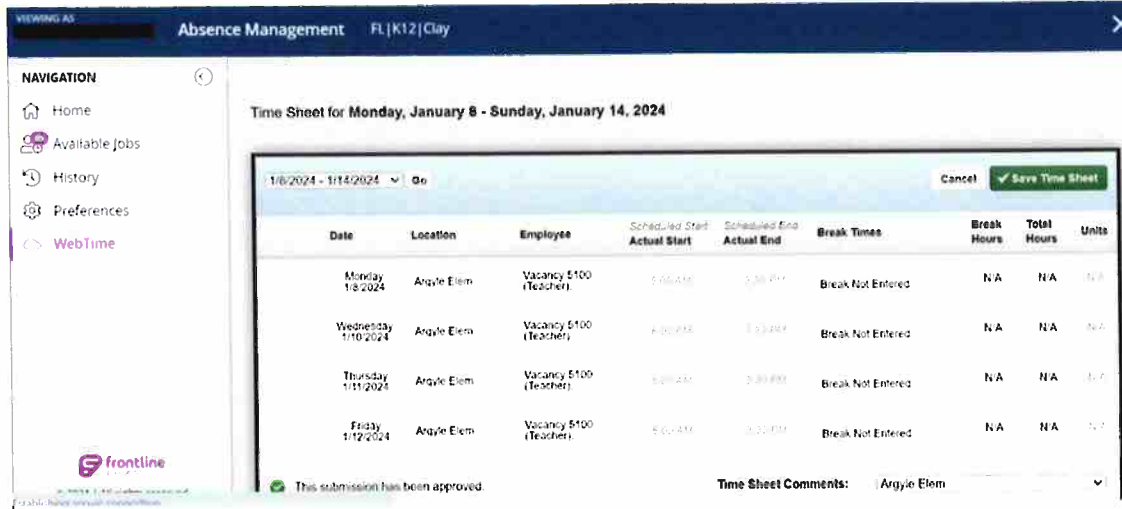 VIEWING AS
Absence Management FL|K12|Clay
NAVIGATION
Home
Available Jobs
History
Preferences
WebTime
frontline
Time Sheet for Monday, January 8 - Sunday, January 14, 2024
1/8/2024 - 1/14/2024 Go Cancel Save Time Sheet
Scheduled Start Scheduled End
Date Location Employee Actual Start Actual End Break Times Break Hours Total Hours Units
Monday 1/8/2024 Argyle Elem Vacancy 5100 (Teacher) Break Not Entered N/A N/A N/A
Wednesday 1/10/2024 Argyle Elem Vacancy 5100 (Teacher) Break Not Entered N/A N/A N/A
Thursday 1/11/2024 Argyle Elem Vacancy 5100 (Teacher) Break Not Entered N/A N/A N/A
Friday 1/12/2024 Argyle Elem Vacancy 5100 (Teacher) Break Not Entered N/A N/A N/A
This submission has been approved. Time Sheet Comments: Argyle Elem